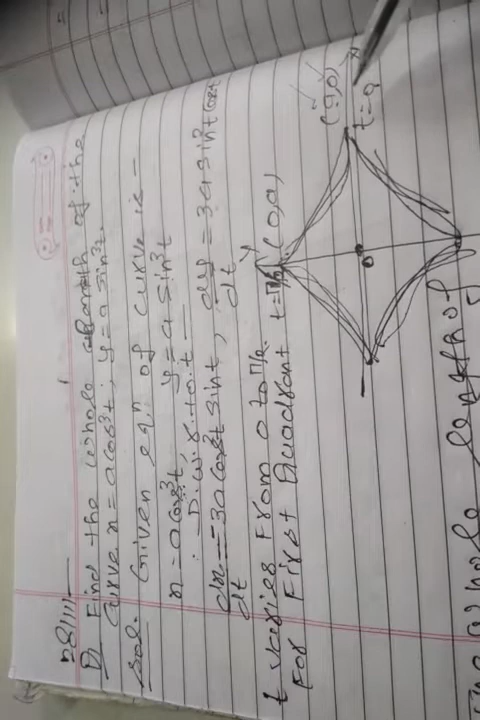 Q) Find the whole length of the
curve x = a cos³t, y = a sin³t.
Sol. Given eqⁿ of curve is -
x = a cos³t, y = a sin³t
D.w.r.to t -
dx/dt = -3a cos²t sint, dy/dt = 3a sin²t cost
t varies from 0 to π/2
For First Quadrant
t = π/2 (0,a)
Y
(a,0)
t=0
X
O
whole length of